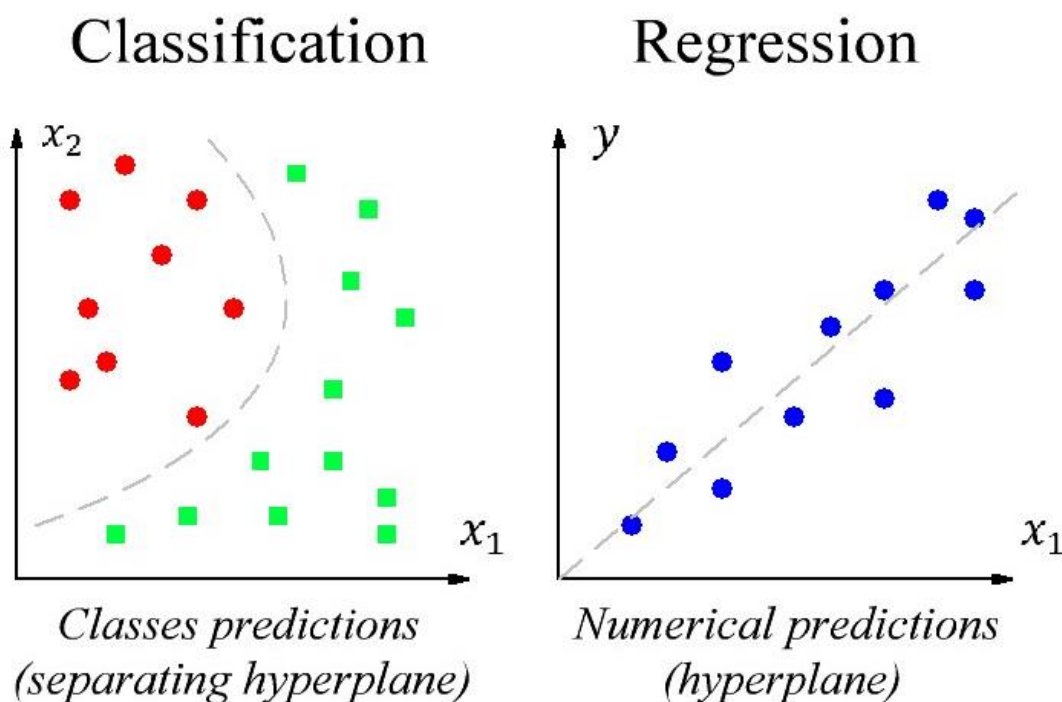 Classification
x₂
x₁
Classes predictions
(separating hyperplane)
Regression
y
x₁
Numerical predictions
(hyperplane)